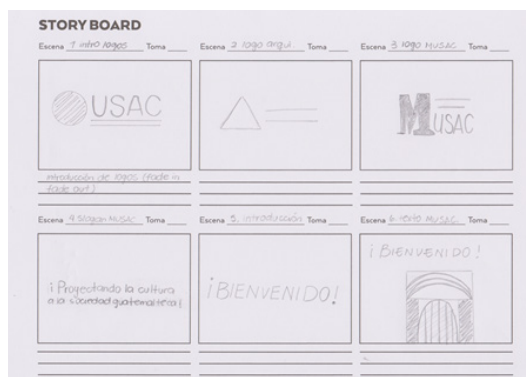 STORY BOARD
Escena 1 intro logos Toma
Escena 2 logo arqui. Toma
Escena 3. logo MUSAC Toma
USAC
MUSAC
introducción de logos (fade in
fade out)
Escena 4. Slogan MUSAC Toma
Escena 5. introducción Toma
Escena 6. texto MUSAC Toma
¡Proyectando la cultura
a la sociedad guatemalteca!
¡BIENVENIDO!
¡BIENVENIDO!